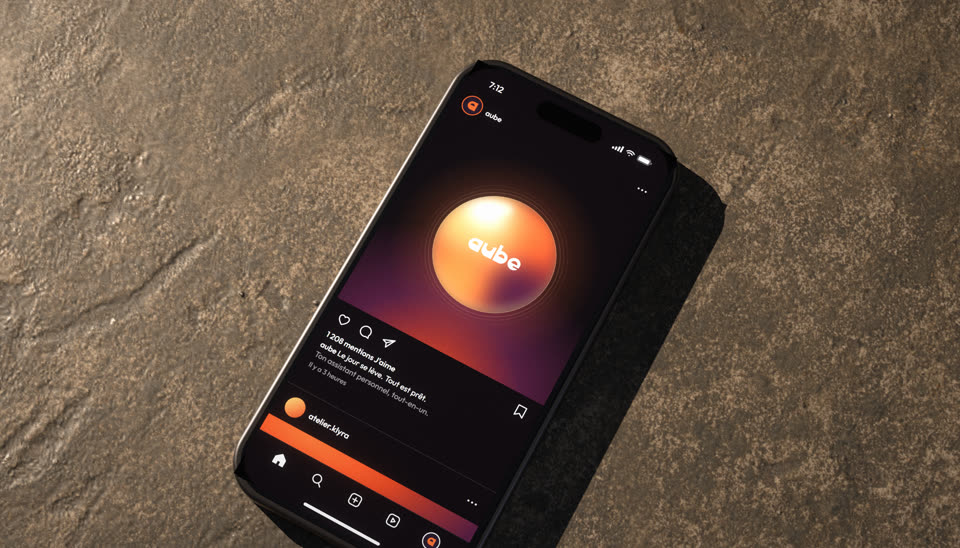 7:12
aube
aube
1 208 mentions J'aime
aube Le jour se lève. Tout est prêt.
Ton assistant personnel, tout-en-un.
Il y a 3 heures
atelier.klyra